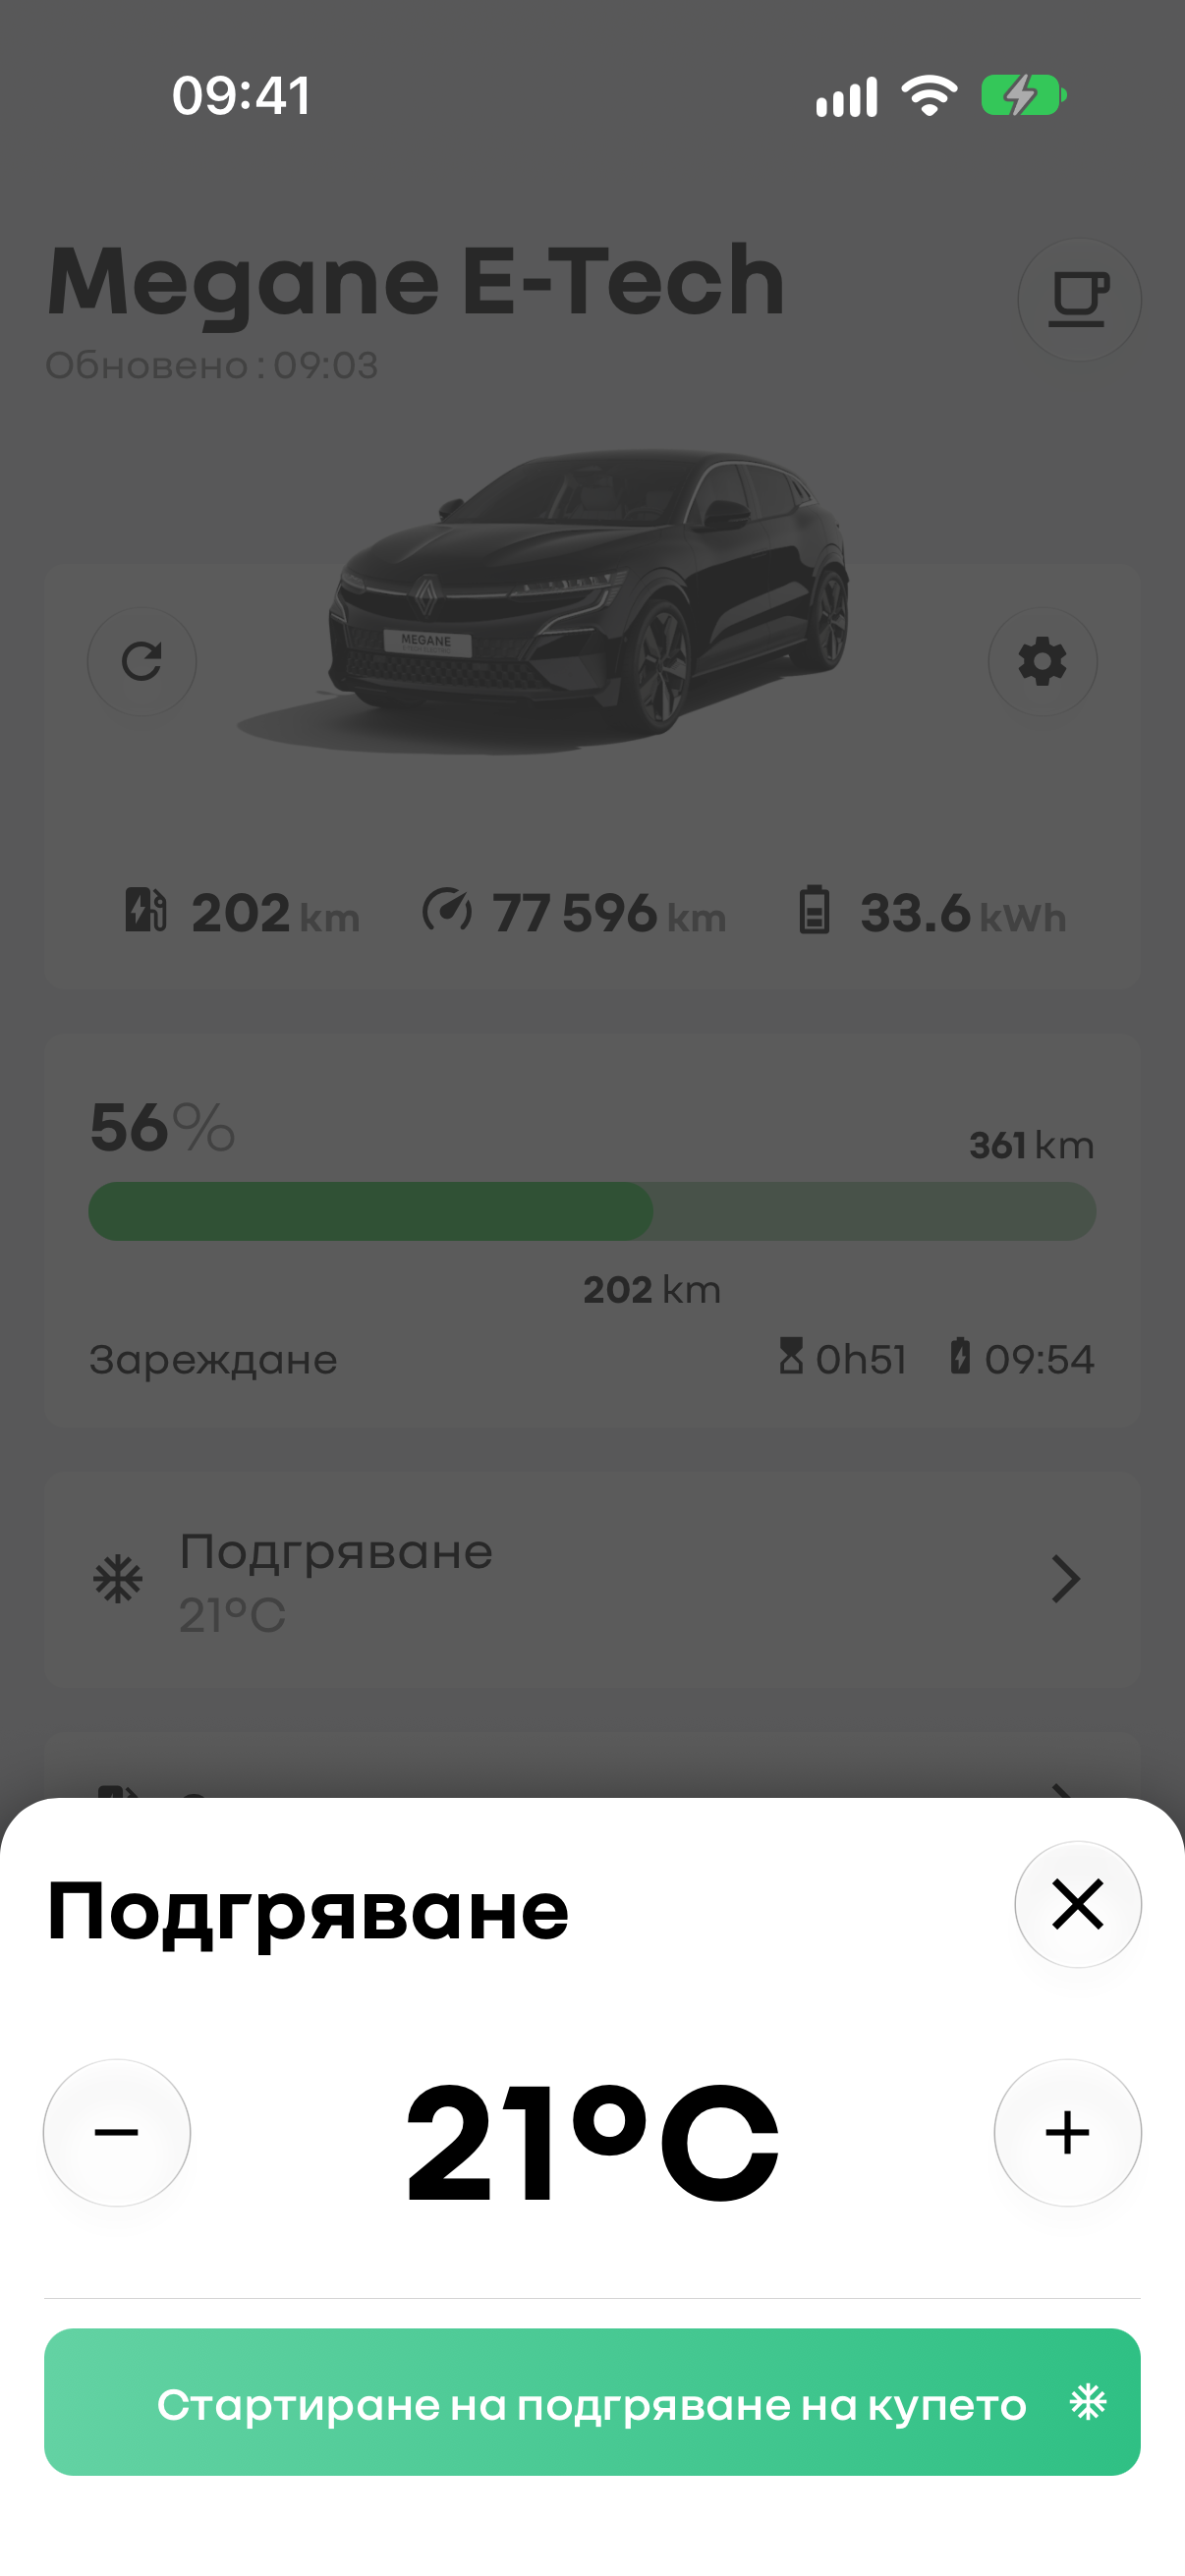 09:41
Megane E-Tech
Обновено : 09:03
MEGANE
202 km 77 596 km 33.6 kWh
56%
361 km
202 km
Зареждане 0h51 09:54
Подгряване
21°C
Подгряване
21°C
Стартиране на подгряване на купето